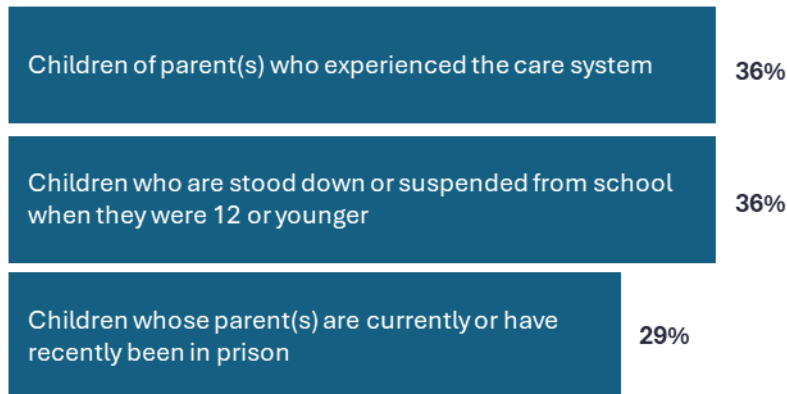 Children of parent(s) who experienced the care system
36%
Children who are stood down or suspended from school
when they were 12 or younger
36%
Children whose parent(s) are currently or have
recently been in prison
29%